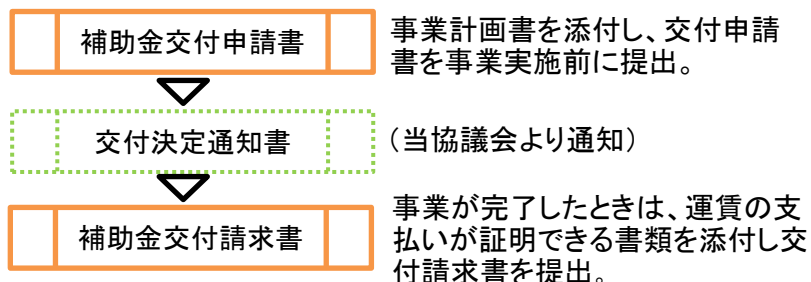 補助金交付申請書
事業計画書を添付し、交付申請
書を事業実施前に提出。
交付決定通知書
（当協議会より通知）
補助金交付請求書
事業が完了したときは、運賃の支
払いが証明できる書類を添付し交
付請求書を提出。